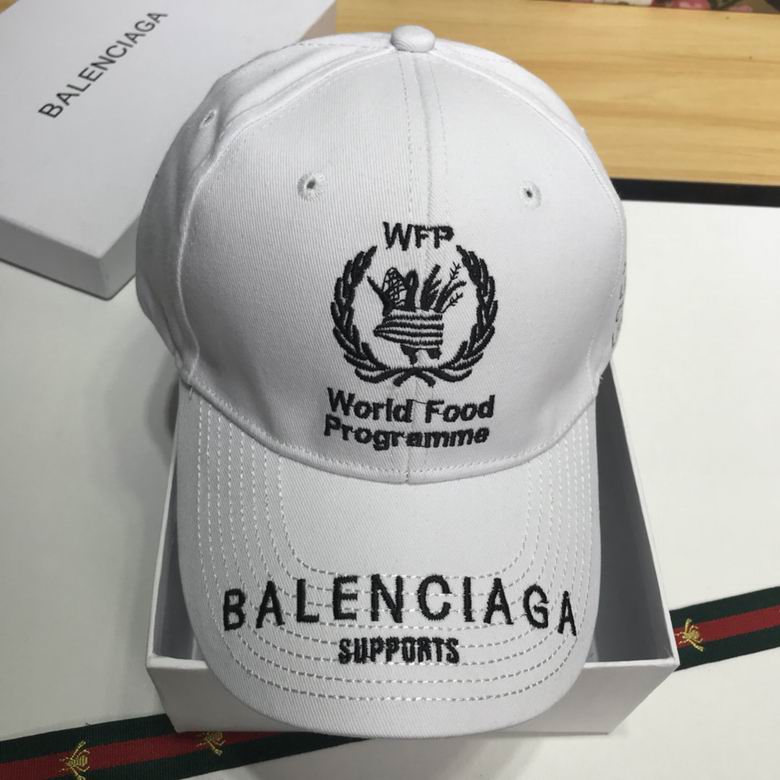 BALENCIAGA
WFP
World Food
Programme
BALENCIAGA
SUPPORTS